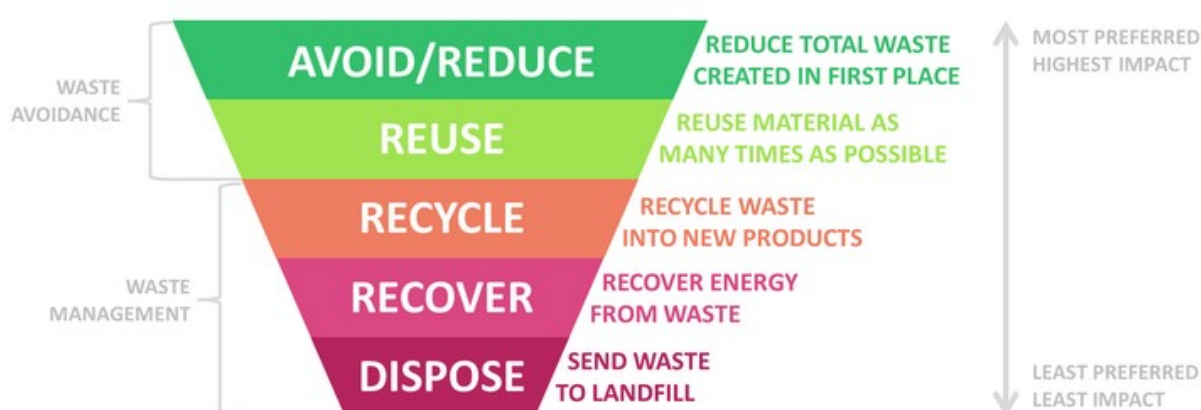 AVOID/REDUCE
REDUCE TOTAL WASTE
CREATED IN FIRST PLACE
MOST PREFERRED
HIGHEST IMPACT
WASTE
AVOIDANCE
REUSE
REUSE MATERIAL AS
MANY TIMES AS POSSIBLE
RECYCLE
RECYCLE WASTE
INTO NEW PRODUCTS
WASTE
MANAGEMENT
RECOVER
RECOVER ENERGY
FROM WASTE
DISPOSE
SEND WASTE
TO LANDFILL
LEAST PREFERRED
LEAST IMPACT